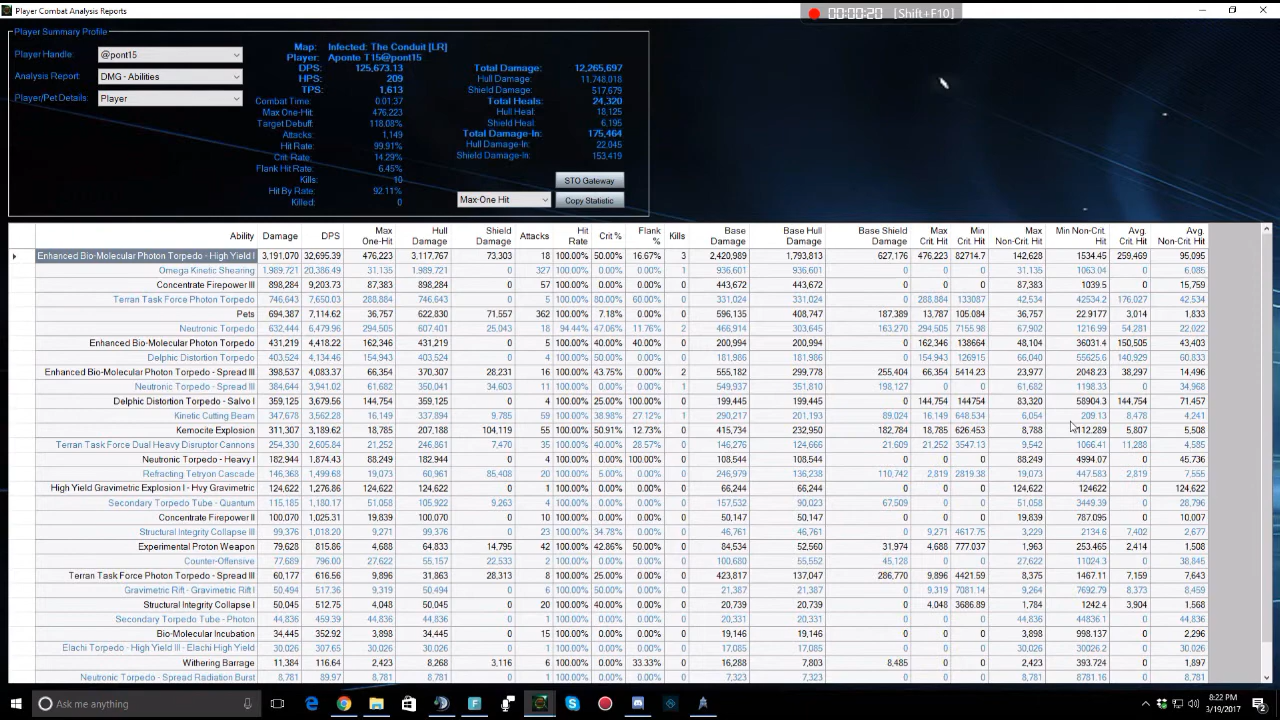 Player Combat Analysis Reports
00:00:20 [Shift+F10]
Player Summary Profile
Player Handle: @pont15
Analysis Report: DMG - Abilities
Player/Pet Details: Player
Map: Infected: The Conduit [LR]
Player: Aponte T15@pont15
DPS: 125,673.13
HPS: 209
TPS: 1,613
Combat Time: 0:01:37
Max One-Hit: 476,223
Target Debuff: 118.08%
Attacks: 1,149
Hit Rate: 99.91%
Crit-Rate: 14.29%
Flank Hit Rate: 6.45%
Kills: 10
Hit By Rate: 92.11%
Killed: 0
Total Damage: 12,265,697
Hull Damage: 11,748,018
Shield Damage: 517,679
Total Heals: 24,320
Hull Heal: 18,125
Shield Heal: 6,195
Total Damage-In: 175,464
Hull Damage-In: 22,045
Shield Damage-In: 153,419
STO Gateway
Max-One Hit Copy Statistic
Ability Damage DPS Max One-Hit Hull Damage Shield Damage Attacks Hit Rate Crit % Flank % Kills Base Damage Base Hull Damage Base Shield Damage Max Crit. Hit Min Crit. Hit Max Non-Crit. Hit Min Non-Crit. Hit Avg. Crit. Hit Avg. Non-Crit. Hit
Enhanced Bio-Molecular Photon Torpedo - High Yield I 3,191,070 32,695.39 476,223 3,117,767 73,303 18 100.00% 50.00% 16.67% 3 2,420,989 1,793,813 627,176 476,223 82714.7 142,628 1534.45 259,469 95,095
Omega Kinetic Shearing 1,989,721 20,386.49 31,135 1,989,721 0 327 100.00% 0.00% 0.00% 1 936,601 936,601 0 0 0 31,135 1063.04 0 6,085
Concentrate Firepower III 898,284 9,203.73 87,383 898,284 0 57 100.00% 0.00% 0.00% 0 443,672 443,672 0 0 0 87,383 1039.5 0 15,759
Terran Task Force Photon Torpedo 746,643 7,650.03 288,884 746,643 0 5 100.00% 80.00% 60.00% 0 331,024 331,024 0 288,884 133087 42,534 42534.2 176,027 42,534
Pets 694,387 7,114.62 36,757 622,830 71,557 362 100.00% 7.18% 0.00% 0 596,135 408,747 187,389 13,787 105.084 36,757 22.9177 3,014 1,833
Neutronic Torpedo 632,444 6,479.96 294,505 607,401 25,043 18 94.44% 47.06% 11.76% 2 466,914 303,645 163,270 294,505 7155.98 67,702 1216.99 54,281 22,022
Enhanced Bio-Molecular Photon Torpedo 431,219 4,418.22 162,346 431,219 0 5 100.00% 40.00% 40.00% 0 200,994 200,994 0 162,346 138664 48,104 36031.4 150,505 43,403
Delphic Distortion Torpedo 403,524 4,134.46 154,943 403,524 0 4 100.00% 50.00% 0.00% 0 181,986 181,986 0 154,943 126915 66,040 55625.6 140,929 60,833
Enhanced Bio-Molecular Photon Torpedo - Spread III 398,537 4,083.37 66,354 370,307 28,231 16 100.00% 43.75% 0.00% 2 555,182 299,778 255,404 66,354 5414.23 23,977 2048.23 38,297 14,496
Neutronic Torpedo - Spread III 384,644 3,941.02 61,682 350,041 34,603 11 100.00% 0.00% 0.00% 1 549,937 351,810 198,127 0 0 61,682 1198.33 0 34,968
Delphic Distortion Torpedo - Salvo I 359,125 3,679.57 144,754 359,125 0 4 100.00% 25.00% 100.00% 0 199,445 199,445 0 144,754 144754 83,320 58904.3 144,754 71,457
Kinetic Cutting Beam 347,678 3,562.28 16,149 337,894 9,785 59 100.00% 38.98% 27.12% 1 290,217 201,193 89,024 16,149 648.534 6,054 209.13 8,478 4,241
Kemocite Explosion 311,307 3,189.62 18,785 207,188 104,119 55 100.00% 50.91% 12.73% 0 415,734 232,950 182,784 18,785 626.453 8,788 112.289 5,807 5,508
Terran Task Force Dual Heavy Disruptor Cannons 254,330 2,605.84 21,252 246,861 7,470 35 100.00% 40.00% 28.57% 0 146,276 124,666 21,609 21,252 3547.13 9,542 1066.41 11,288 4,585
Neutronic Torpedo - Heavy I 182,944 1,874.43 88,249 182,944 0 4 100.00% 0.00% 100.00% 0 108,544 108,544 0 0 0 88,249 4994.07 0 45,736
Refracting Tetryon Cascade 146,368 1,499.68 19,073 60,961 85,408 20 100.00% 5.00% 0.00% 0 246,979 136,238 110,742 2,819 2819.38 19,073 447.583 2,819 7,555
High Yield Gravimetric Explosion I - Hvy Gravimetric 124,622 1,276.86 124,622 124,622 0 1 100.00% 0.00% 0.00% 0 66,244 66,244 0 0 0 124,622 124622 0 124,622
Secondary Torpedo Tube - Quantum 115,185 1,180.17 51,058 105,922 9,263 4 100.00% 0.00% 0.00% 0 157,532 90,023 67,509 0 0 51,058 3449.39 0 28,796
Concentrate Firepower II 100,070 1,025.31 19,839 100,070 0 10 100.00% 0.00% 0.00% 0 50,147 50,147 0 0 0 19,839 787.095 0 10,007
Structural Integrity Collapse II 99,376 1,018.20 9,271 99,376 0 23 100.00% 34.78% 0.00% 0 46,761 46,761 0 9,271 4617.75 3,229 2134.6 7,402 2,677
Experimental Proton Weapon 79,628 815.86 4,688 64,833 14,795 42 100.00% 42.86% 50.00% 0 84,534 52,560 31,974 4,688 777.037 1,963 253.465 2,414 1,508
Counter-Offensive 77,689 796.00 27,622 55,157 22,533 2 100.00% 0.00% 0.00% 0 100,680 55,552 45,128 0 0 27,622 11024.3 0 7,063
Terran Task Force Photon Torpedo - Spread III 60,177 616.56 9,896 31,863 28,313 8 100.00% 25.00% 0.00% 0 423,817 137,047 286,770 9,896 4421.59 8,375 1467.11 7,159 7,643
Gravimetric Rift - Gravimetric Rift I 50,494 517.36 9,319 50,494 0 6 100.00% 0.00% 0.00% 0 21,387 21,387 0 9,319 7081.14 9,264 7692.79 8,373 8,459
Structural Integrity Collapse I 50,045 512.75 4,048 50,045 0 20 100.00% 40.00% 0.00% 0 20,739 20,739 0 4,048 3686.89 1,784 1242.4 3,904 1,568
Secondary Torpedo Tube - Photon 44,836 459.39 44,836 44,836 0 1 100.00% 0.00% 0.00% 0 20,331 20,331 0 0 0 44,836 44836.1 0 44,836
Bio-Molecular Incubation 34,445 352.92 3,898 34,445 0 15 100.00% 0.00% 0.00% 0 19,146 19,146 0 0 0 3,898 998.137 0 2,296
Elachi Torpedo - High Yield III - Elachi High Yield 30,026 307.65 30,026 30,026 0 1 100.00% 0.00% 0.00% 0 17,085 17,085 0 0 0 30,026 30026.2 0 30,026
Withering Barrage 11,384 116.64 2,423 8,268 3,116 6 100.00% 0.00% 33.33% 0 16,288 7,803 8,485 0 0 2,423 393.724 0 1,897
Neutronic Torpedo - Spread Radiation Burst 8,781 89.97 8,781 8,781 0 1 100.00% 0.00% 0.00% 0 7,323 7,323 0 0 0 8,781 8781.16 0 8,781
Ask me anything
8:22 PM
3/19/2017